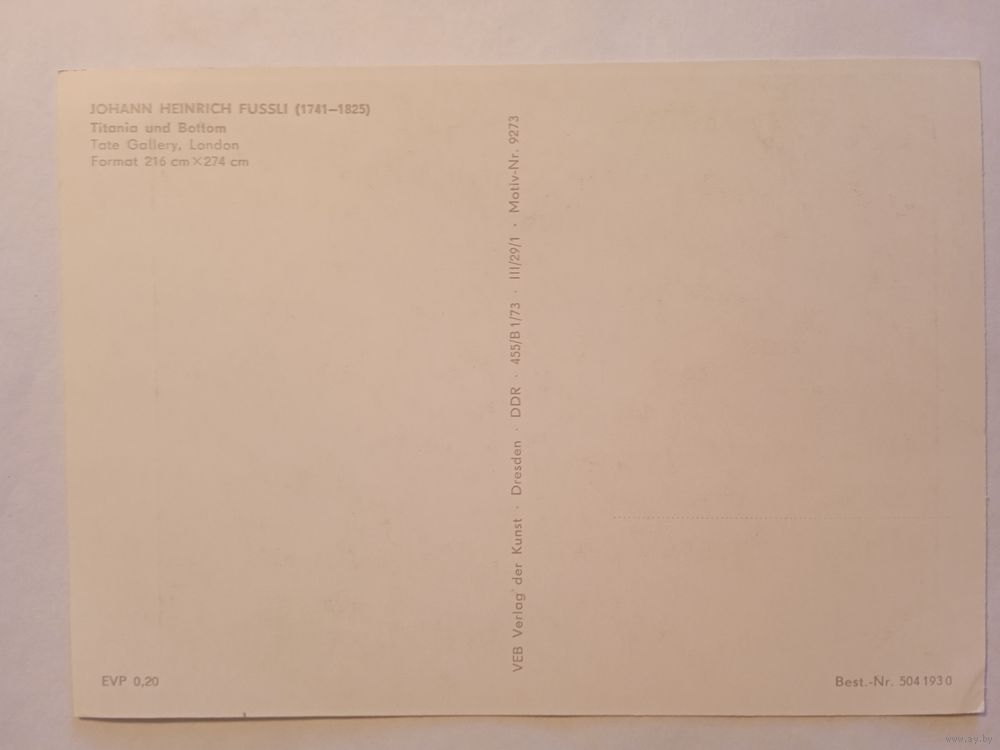 JOHANN HEINRICH FUSSLI (1741–1825)
Titania und Bottom
Tate Gallery, London
Format 216 cm×274 cm
VEB Verlag der Kunst · Dresden · DDR · 455/B1/73 · III/29/1 · Motiv-Nr. 9273
EVP 0,20
Best.-Nr. 504 193 0
www.ay.by